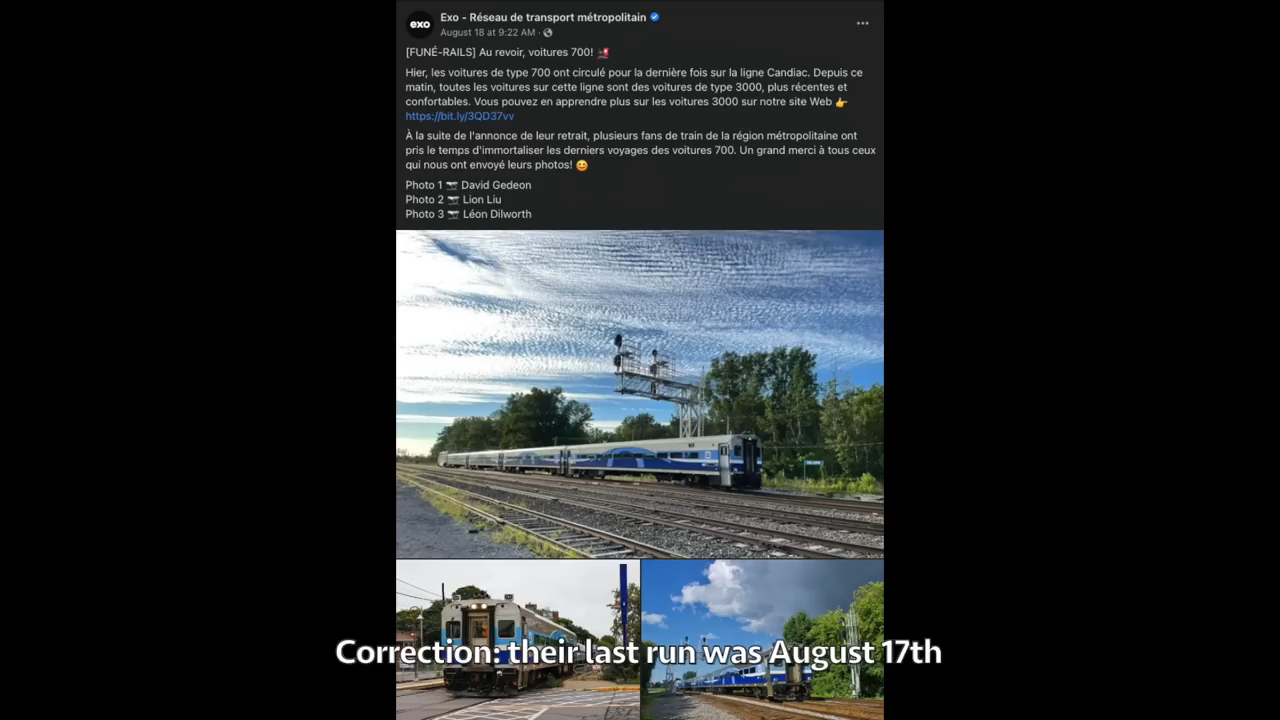 exo
Exo - Réseau de transport métropolitain
August 18 at 9:22 AM ·
[FUNÉ-RAILS] Au revoir, voitures 700! 🚂
Hier, les voitures de type 700 ont circulé pour la dernière fois sur la ligne Candiac. Depuis ce
matin, toutes les voitures sur cette ligne sont des voitures de type 3000, plus récentes et
confortables. Vous pouvez en apprendre plus sur les voitures 3000 sur notre site Web 👉
https://bit.ly/3QD37vv
À la suite de l'annonce de leur retrait, plusieurs fans de train de la région métropolitaine ont
pris le temps d'immortaliser les derniers voyages des voitures 700. Un grand merci à tous ceux
qui nous ont envoyé leurs photos! 😊
Photo 1 📷 David Gedeon
Photo 2 📷 Lion Liu
Photo 3 📷 Léon Dilworth
Correction: their last run was August 17th